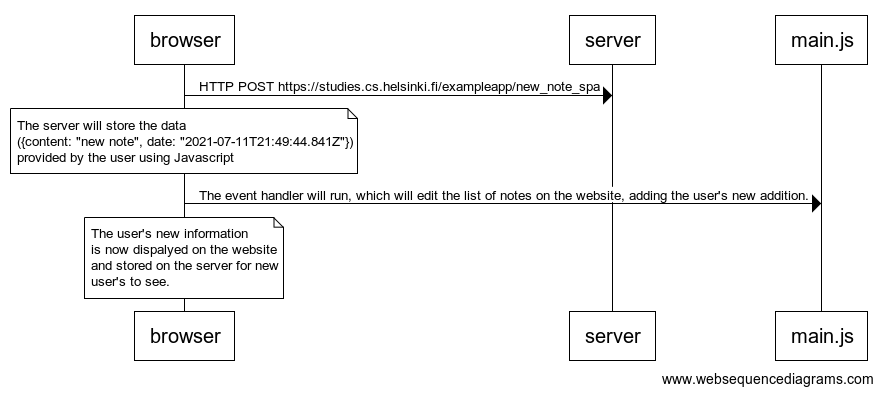 browser
server
main.js
HTTP POST https://studies.cs.helsinki.fi/exampleapp/new_note_spa
The server will store the data
({content: "new note", date: "2021-07-11T21:49:44.841Z"})
provided by the user using Javascript
The event handler will run, which will edit the list of notes on the website, adding the user's new addition.
The user's new information
is now dispalyed on the website
and stored on the server for new
user's to see.
browser
server
main.js
www.websequencediagrams.com